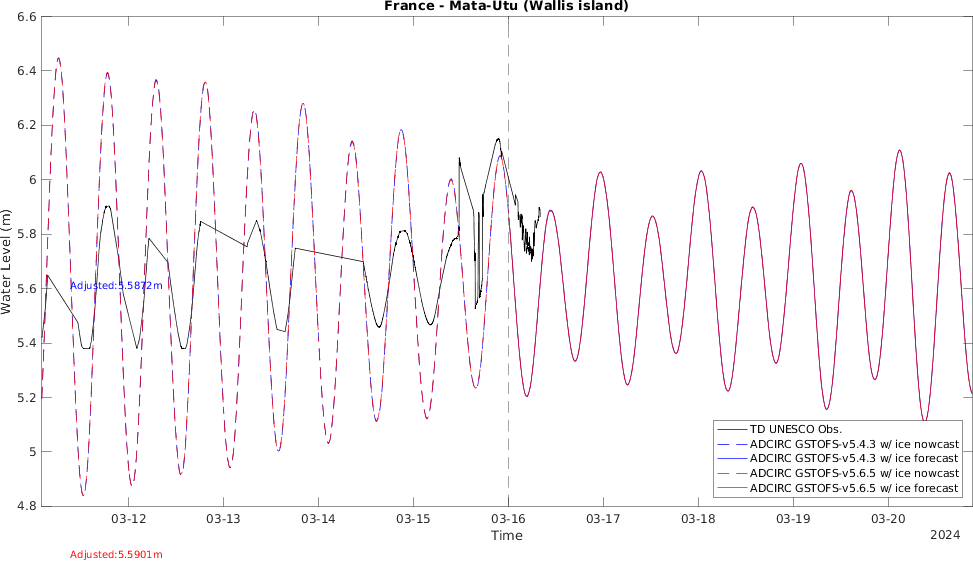 France - Mata-Utu (Wallis island)
Water Level (m)
6.6
6.4
6.2
6
5.8
5.6
5.4
5.2
5
4.8
Adjusted:5.5872m
TD UNESCO Obs.
ADCIRC GSTOFS-v5.4.3 w/ ice nowcast
ADCIRC GSTOFS-v5.4.3 w/ ice forecast
ADCIRC GSTOFS-v5.6.5 w/ ice nowcast
ADCIRC GSTOFS-v5.6.5 w/ ice forecast
03-12 03-13 03-14 03-15 03-16 03-17 03-18 03-19 03-20
Time
2024
Adjusted:5.5901m